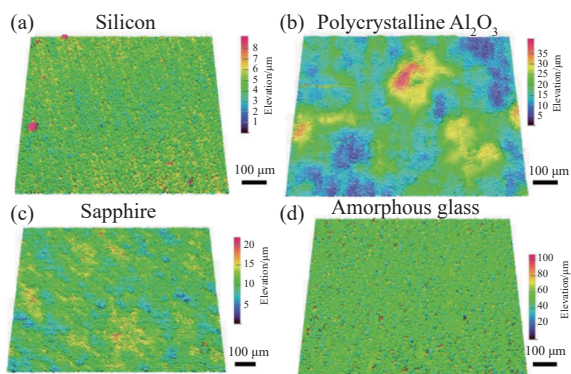 (a) Silicon
8
7
6
5
4
3
2
1
Elevation/μm
100 μm
(b) Polycrystalline Al₂O₃
35
30
25
20
15
10
5
Elevation/μm
100 μm
(c) Sapphire
20
15
10
5
Elevation/μm
100 μm
(d) Amorphous glass
100
80
60
40
20
0
Elevation/μm
100 μm